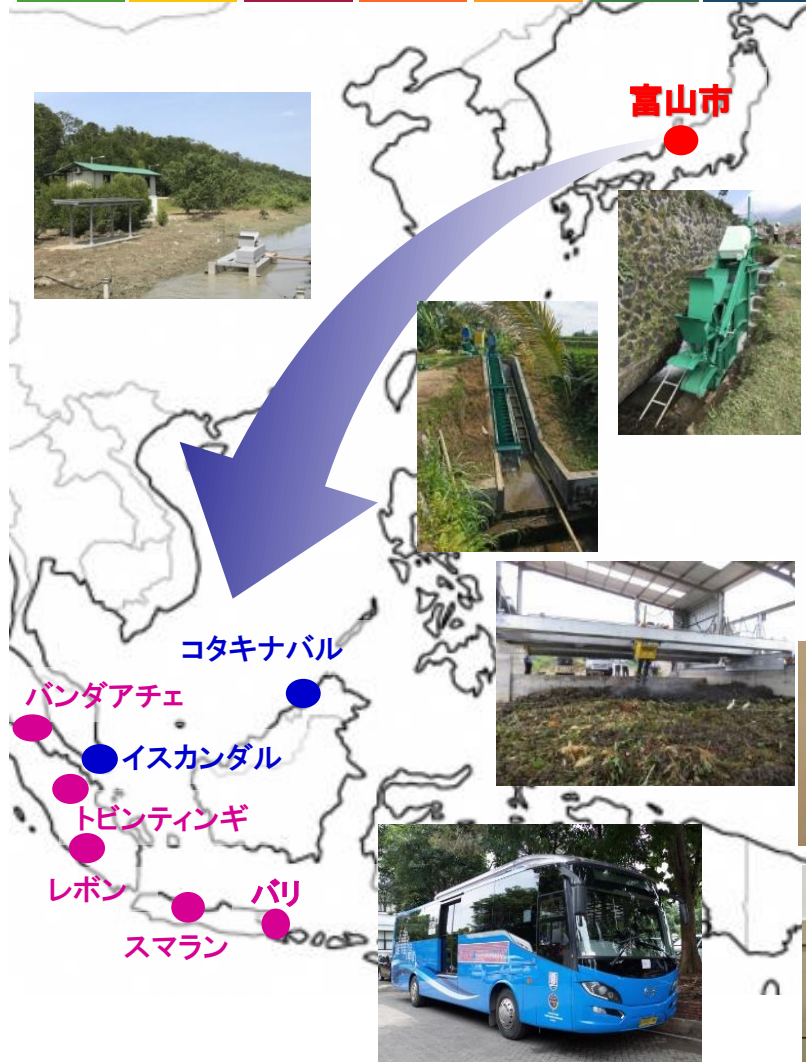 富山市
コタキナバル
バンダアチェ
イスカンダル
トビンティンギ
レボン
バリ
スマラン